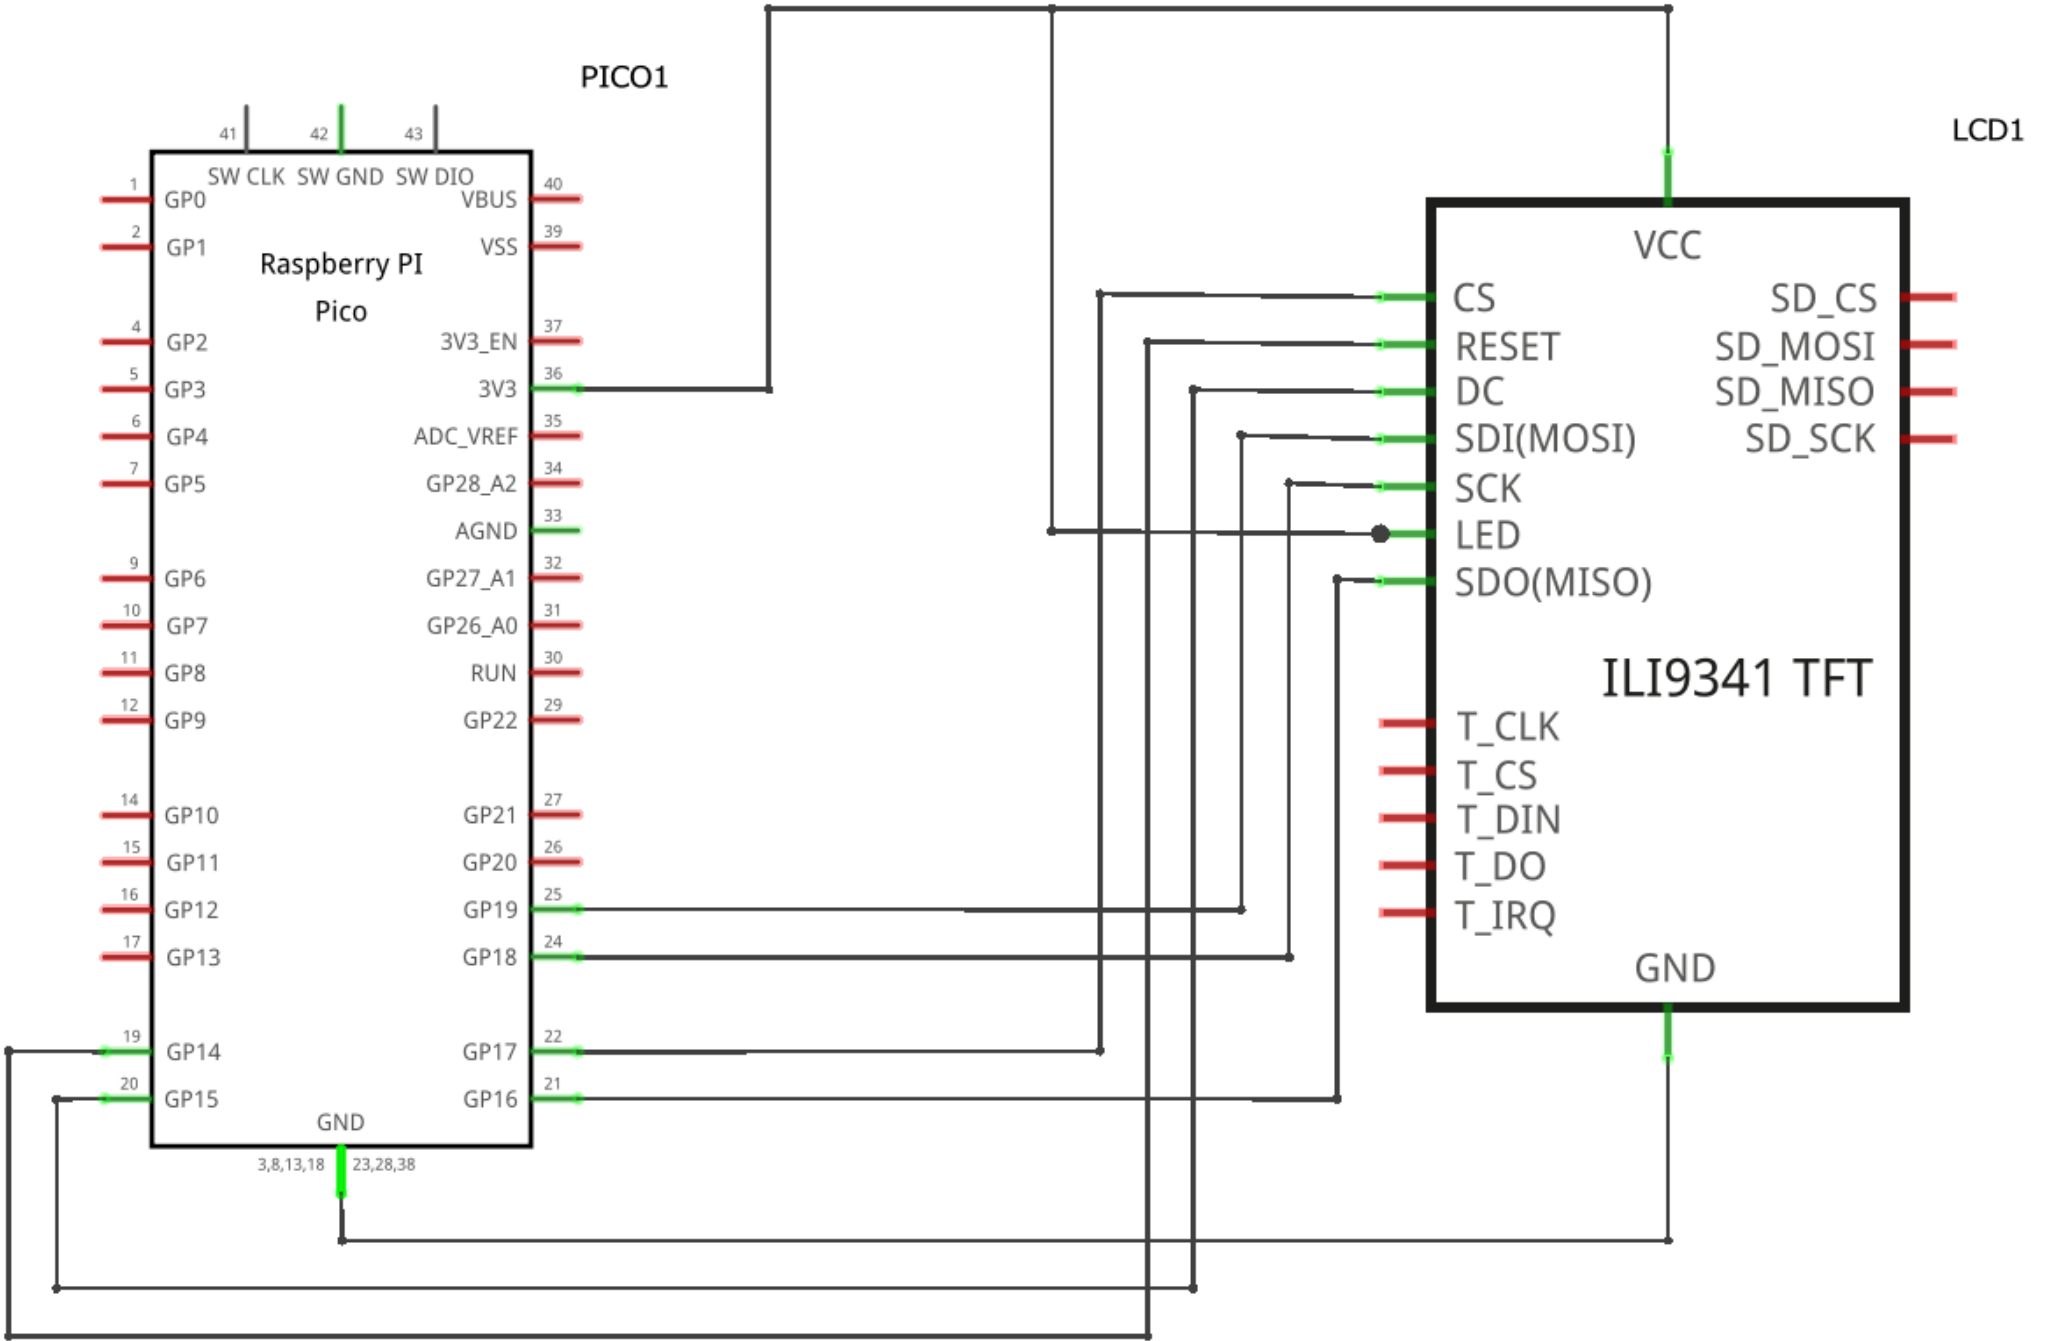 PICO1
LCD1
41
42
43
SW CLK
SW GND
SW DIO
1
GP0
2
GP1
4
GP2
5
GP3
6
GP4
7
GP5
9
GP6
10
GP7
11
GP8
12
GP9
14
GP10
15
GP11
16
GP12
17
GP13
19
GP14
20
GP15
Raspberry PI
Pico
40
VBUS
39
VSS
37
3V3_EN
36
3V3
35
ADC_VREF
34
GP28_A2
33
AGND
32
GP27_A1
31
GP26_A0
30
RUN
29
GP22
27
GP21
26
GP20
25
GP19
24
GP18
22
GP17
21
GP16
GND
3,8,13,18
23,28,38
VCC
CS
RESET
DC
SDI(MOSI)
SCK
LED
SDO(MISO)
SD_CS
SD_MOSI
SD_MISO
SD_SCK
ILI9341 TFT
T_CLK
T_CS
T_DIN
T_DO
T_IRQ
GND